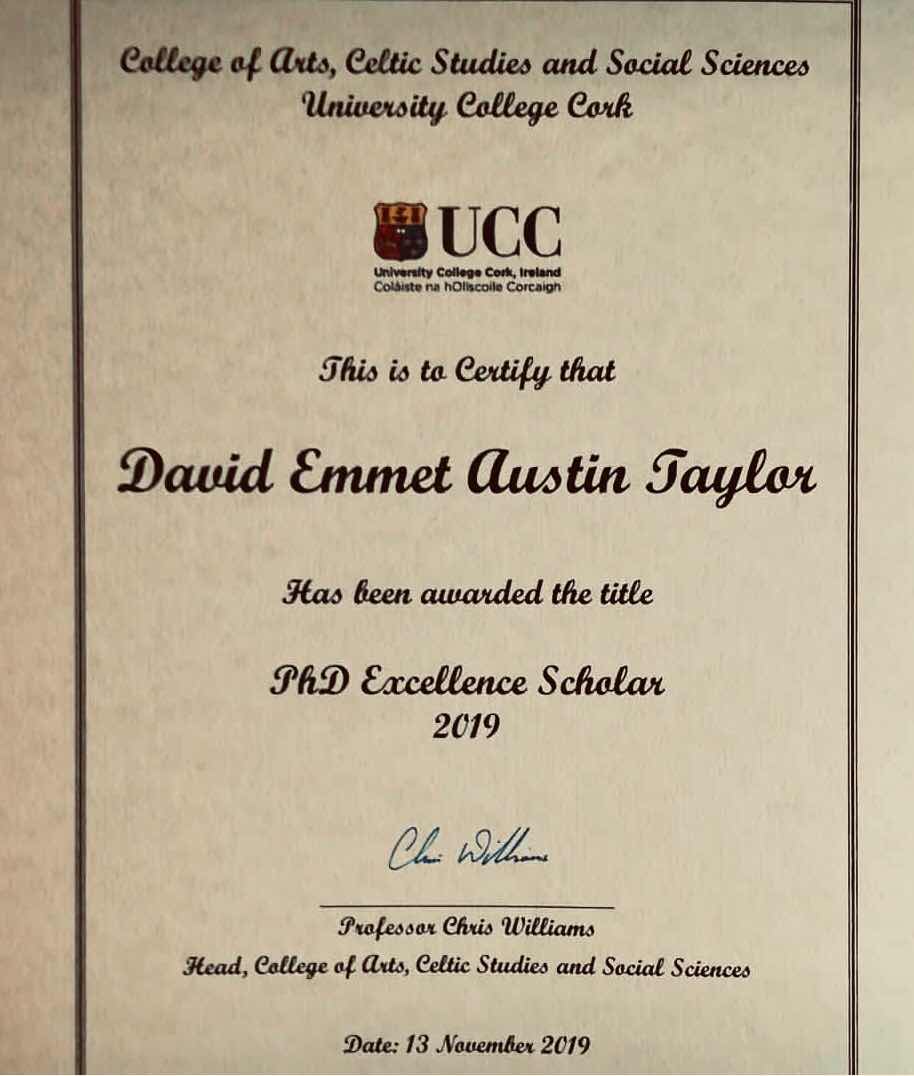 College of Arts, Celtic Studies and Social Sciences
University College Cork
UCC
University College Cork, Ireland
Coláiste na hOllscoile Corcaigh
This is to Certify that
David Emmet Austin Taylor
Has been awarded the title
PhD Excellence Scholar
2019
Chris Williams
Professor Chris Williams
Head, College of Arts, Celtic Studies and Social Sciences
Date: 13 November 2019